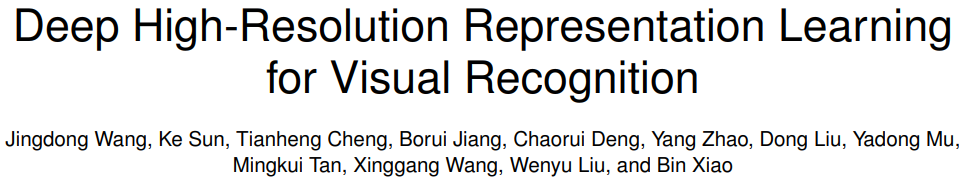 Deep High-Resolution Representation Learning
for Visual Recognition
Jingdong Wang, Ke Sun, Tianheng Cheng, Borui Jiang, Chaorui Deng, Yang Zhao, Dong Liu, Yadong Mu,
Mingkui Tan, Xinggang Wang, Wenyu Liu, and Bin Xiao